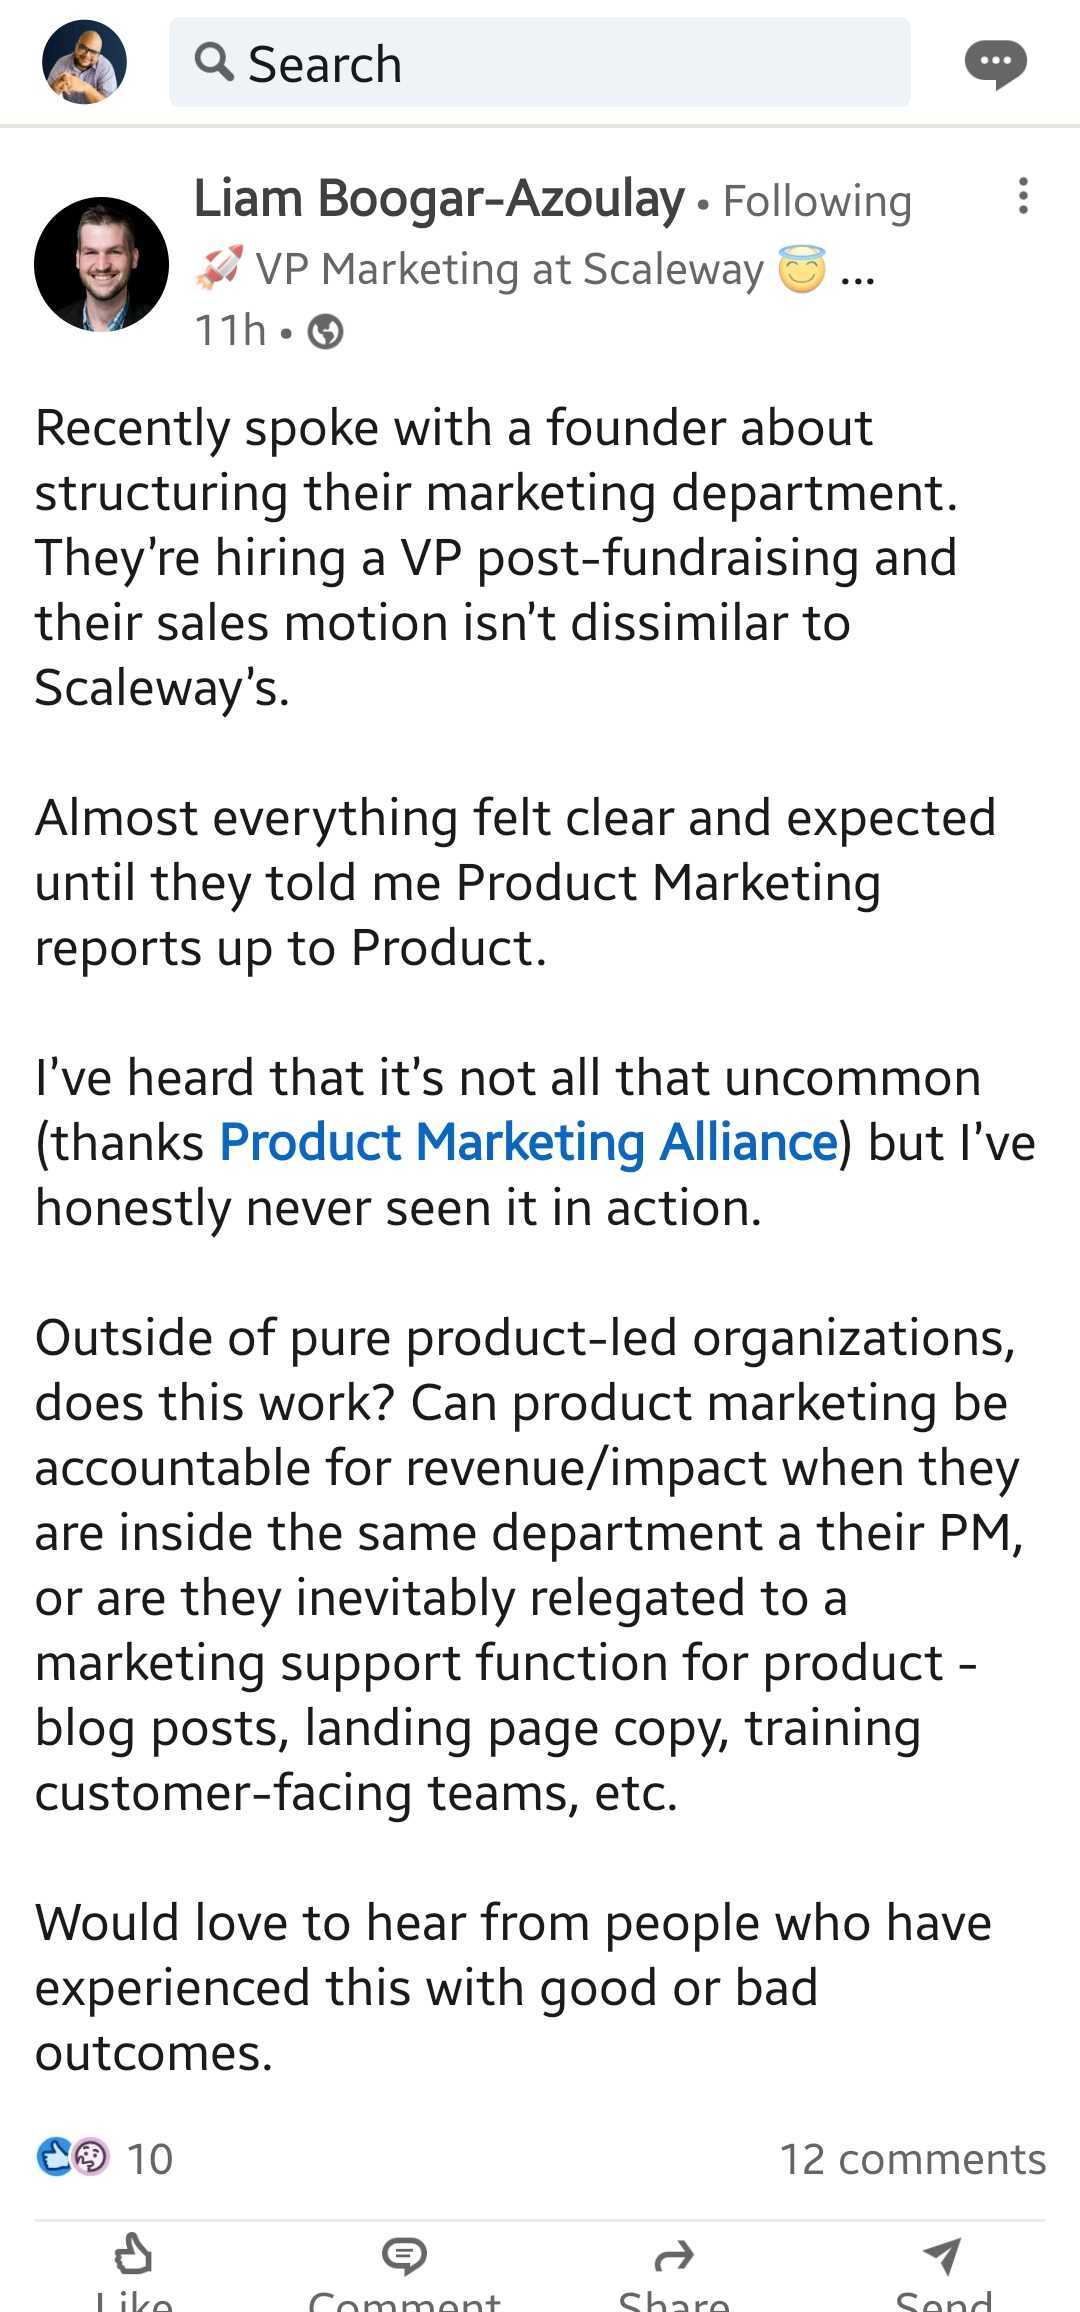 Search
Liam Boogar-Azoulay • Following
🚀 VP Marketing at Scaleway 😇 ...
11h •
Recently spoke with a founder about
structuring their marketing department.
They’re hiring a VP post-fundraising and
their sales motion isn’t dissimilar to
Scaleway’s.
Almost everything felt clear and expected
until they told me Product Marketing
reports up to Product.
I’ve heard that it’s not all that uncommon
(thanks Product Marketing Alliance) but I’ve
honestly never seen it in action.
Outside of pure product-led organizations,
does this work? Can product marketing be
accountable for revenue/impact when they
are inside the same department a their PM,
or are they inevitably relegated to a
marketing support function for product -
blog posts, landing page copy, training
customer-facing teams, etc.
Would love to hear from people who have
experienced this with good or bad
outcomes.
10 12 comments
Like Comment Share Send